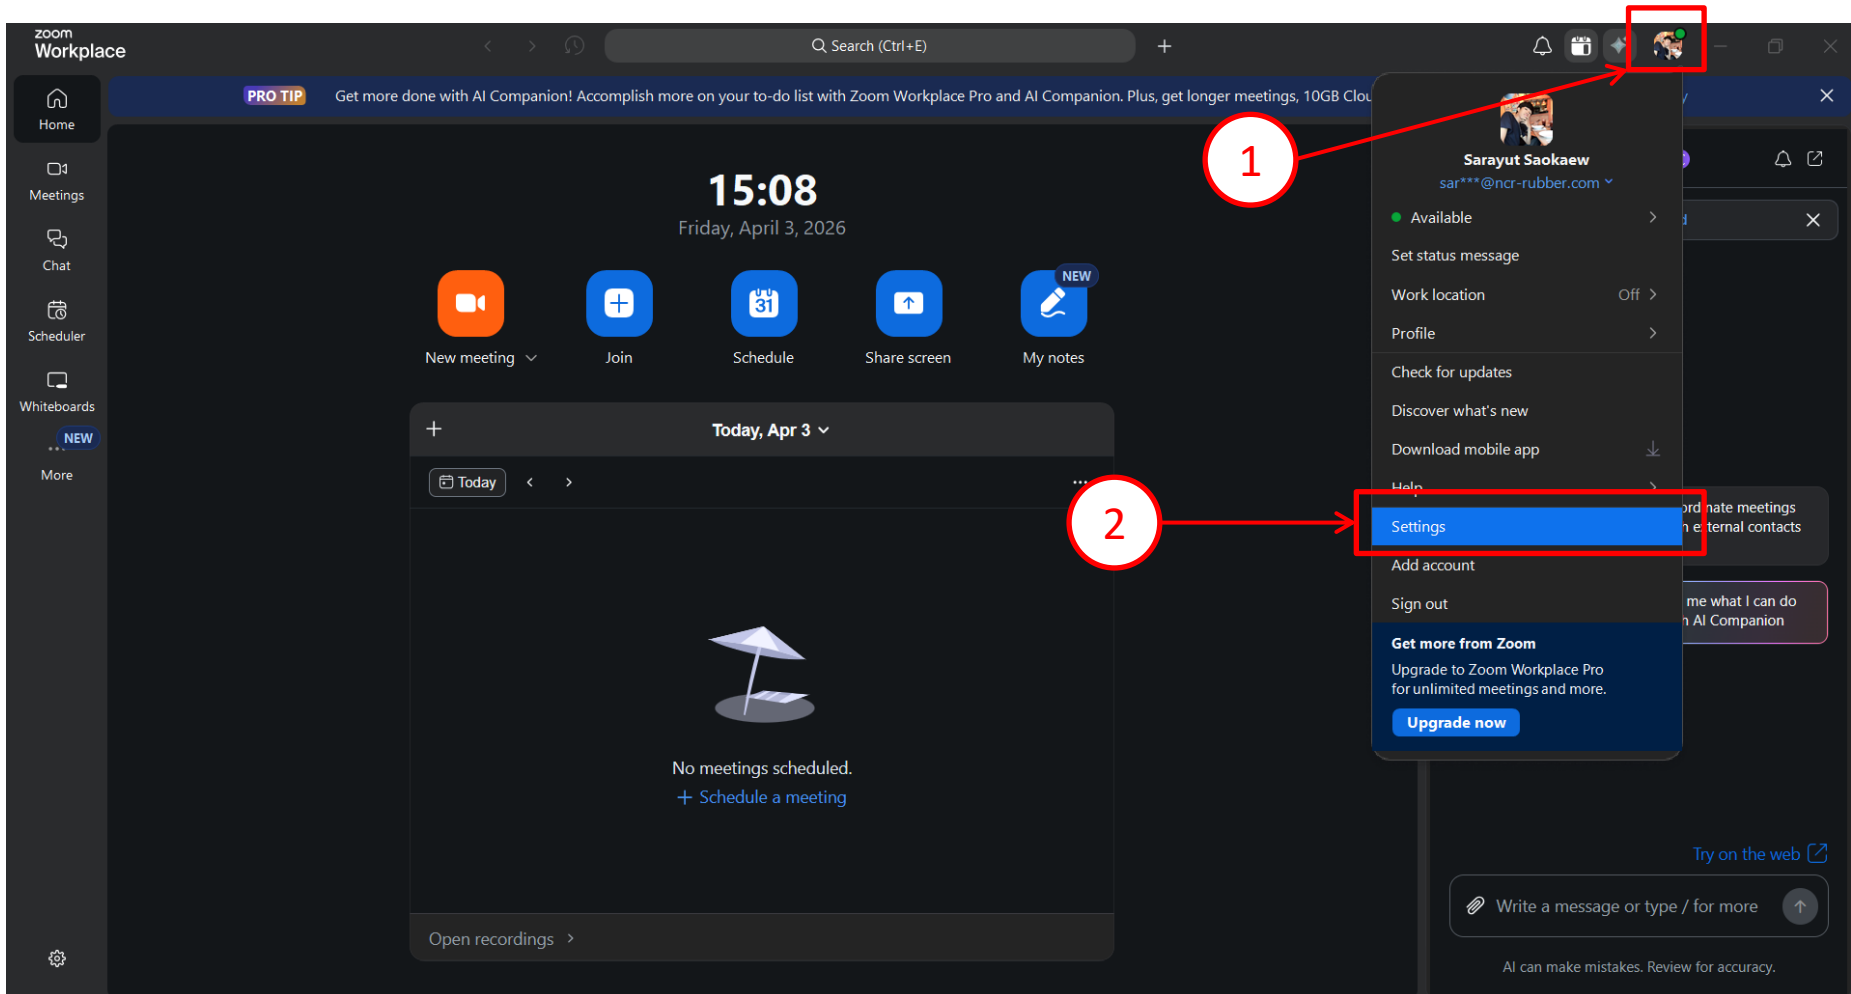 zoom
Workplace
Search (Ctrl+E)
Home
Meetings
Chat
Scheduler
Whiteboards
NEW
More
PRO TIP
Get more done with AI Companion! Accomplish more on your to-do list with Zoom Workplace Pro and AI Companion. Plus, get longer meetings, 10GB Clou
1
15:08
Friday, April 3, 2026
New meeting
Join
31
Schedule
Share screen
NEW
My notes
Today, Apr 3
Today
No meetings scheduled.
+ Schedule a meeting
Open recordings
2
Sarayut Saokaew
sar***@ncr-rubber.com
Available
Set status message
Work location
Off
Profile
Check for updates
Discover what's new
Download mobile app
Help
Settings
Add account
Sign out
Get more from Zoom
Upgrade to Zoom Workplace Pro
for unlimited meetings and more.
Upgrade now
meetings
external contacts
me what I can do
AI Companion
Try on the web
Write a message or type / for more
AI can make mistakes. Review for accuracy.